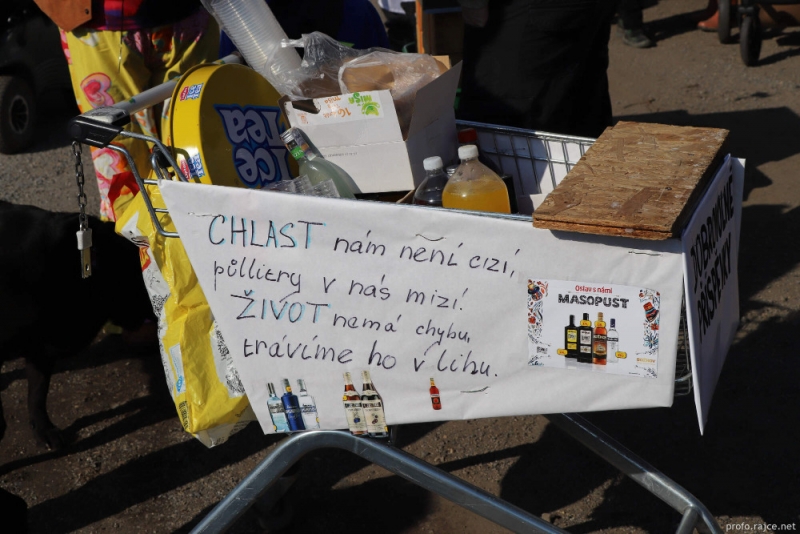 ICE
Tea
CHLAST nám není cizí,
půllitry v nás mizí!
ŽIVOT nemá chybu,
trávíme ho v lihu.
Oslav s námi
MASOPUST
DOBROVOLNÉ
PŘÍSPĚVKY
profo.rajce.net